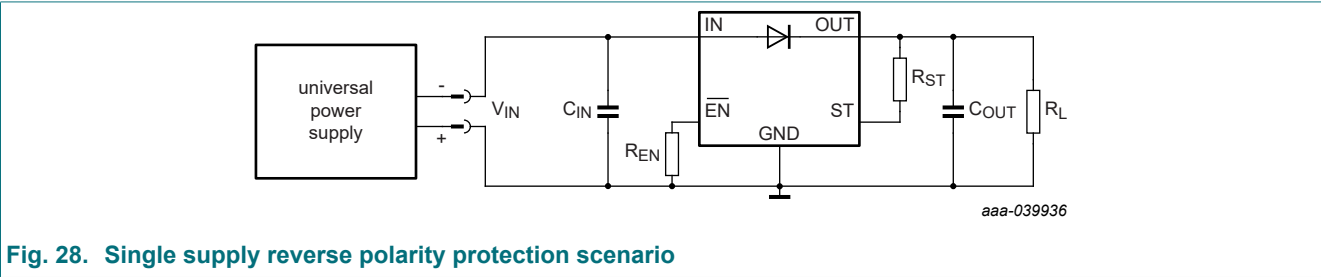 IN
OUT
universal
power
supply
-
+
V_IN
C_IN
R_EN
EN
GND
ST
R_ST
C_OUT
R_L
aaa-039936
Fig. 28. Single supply reverse polarity protection scenario